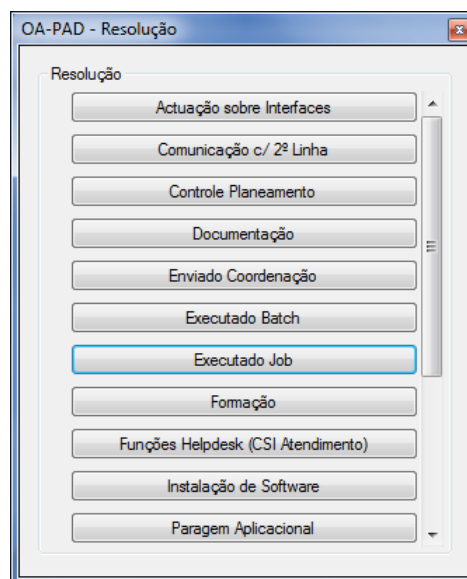 OA-PAD - Resolução
Resolução
Actuação sobre Interfaces
Comunicação c/ 2ª Linha
Controle Planeamento
Documentação
Enviado Coordenação
Executado Batch
Executado Job
Formação
Funções Helpdesk (CSI Atendimento)
Instalação de Software
Paragem Aplicacional